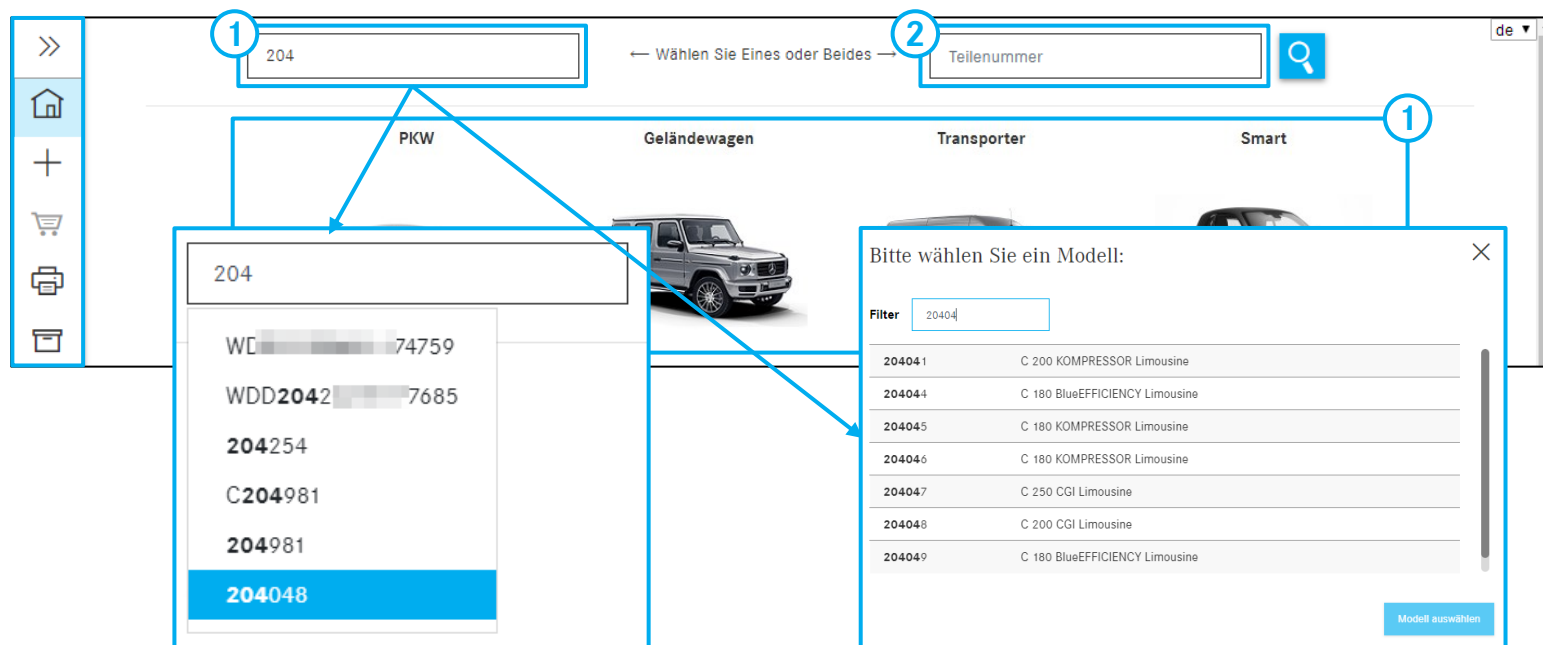 1
2
de
204
← Wählen Sie Eines oder Beides →
Teilenummer
1
PKW
Geländewagen
Transporter
Smart
204
WD 74759
WDD2042 7685
204254
C204981
204981
204048
Bitte wählen Sie ein Modell:
Filter 20404
204041 C 200 KOMPRESSOR Limousine
204044 C 180 BlueEFFICIENCY Limousine
204045 C 180 KOMPRESSOR Limousine
204046 C 180 KOMPRESSOR Limousine
204047 C 250 CGI Limousine
204048 C 200 CGI Limousine
204049 C 180 BlueEFFICIENCY Limousine
Modell auswählen